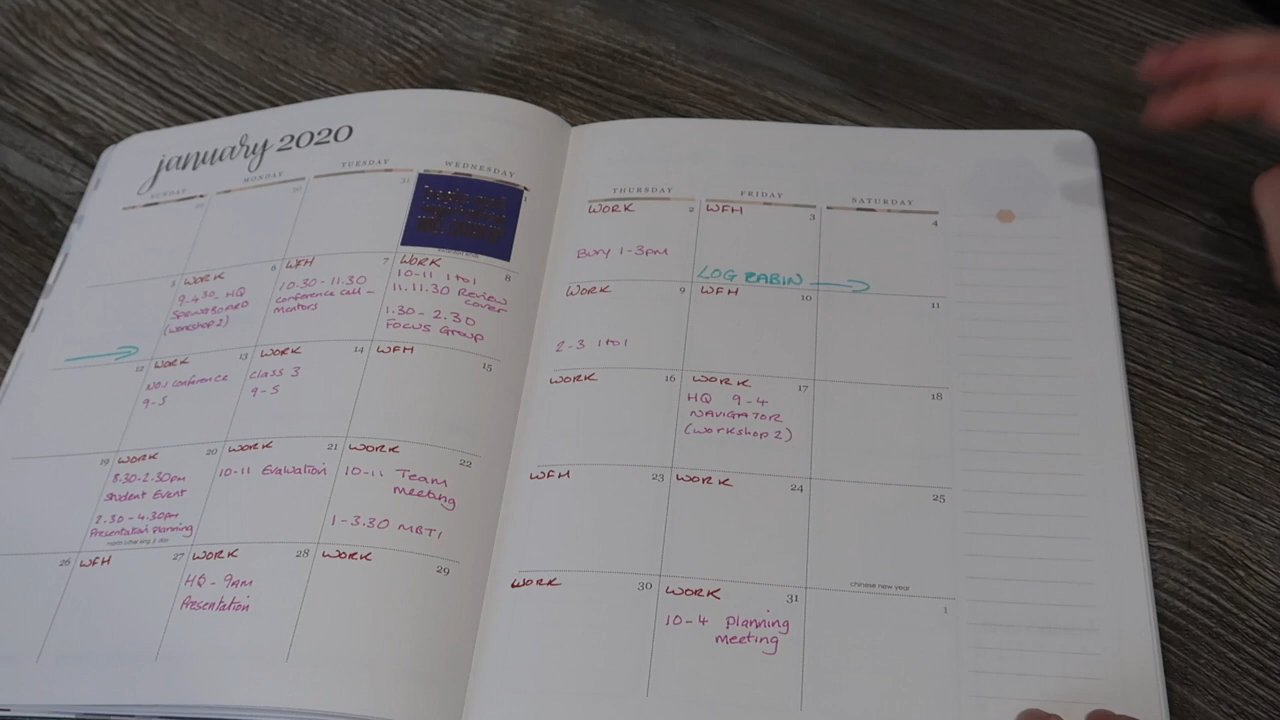 january 2020
SUNDAY
MONDAY
TUESDAY
WEDNESDAY
THURSDAY
FRIDAY
SATURDAY
29
30
31
1
WORK
2
Bury 1-3pm
WFH
3
LOG CABIN
4
5
WORK
6
9-4.30 HQ
SPRINGBOARD
(workshop 2)
WFH
7
10.30-11.30
conference call -
mentors
WORK
8
10-11 1to1
11.11.30 Review
cover
1.30-2.30
FOCUS Group
WORK
9
2-3 1to1
WFH
10
11
12
WORK
13
NO.1 Conference
9-5
WORK
14
class 3
9-5
WFH
15
WORK
16
WORK
17
HQ 9-4
NAVIGATOR
(workshop 2)
18
19
WORK
20
8.30-2.30pm
Student Event
2.30-4.30pm
Presentation planning
WORK
21
10-11 Evaluation
WORK
22
10-11 Team
meeting
1-3.30 MBTI
WFH
23
WORK
24
25
chinese new year
26
WFH
27
WORK
28
HQ-9AM
Presentation
WORK
29
WORK
30
WORK
31
10-4 planning
meeting
1